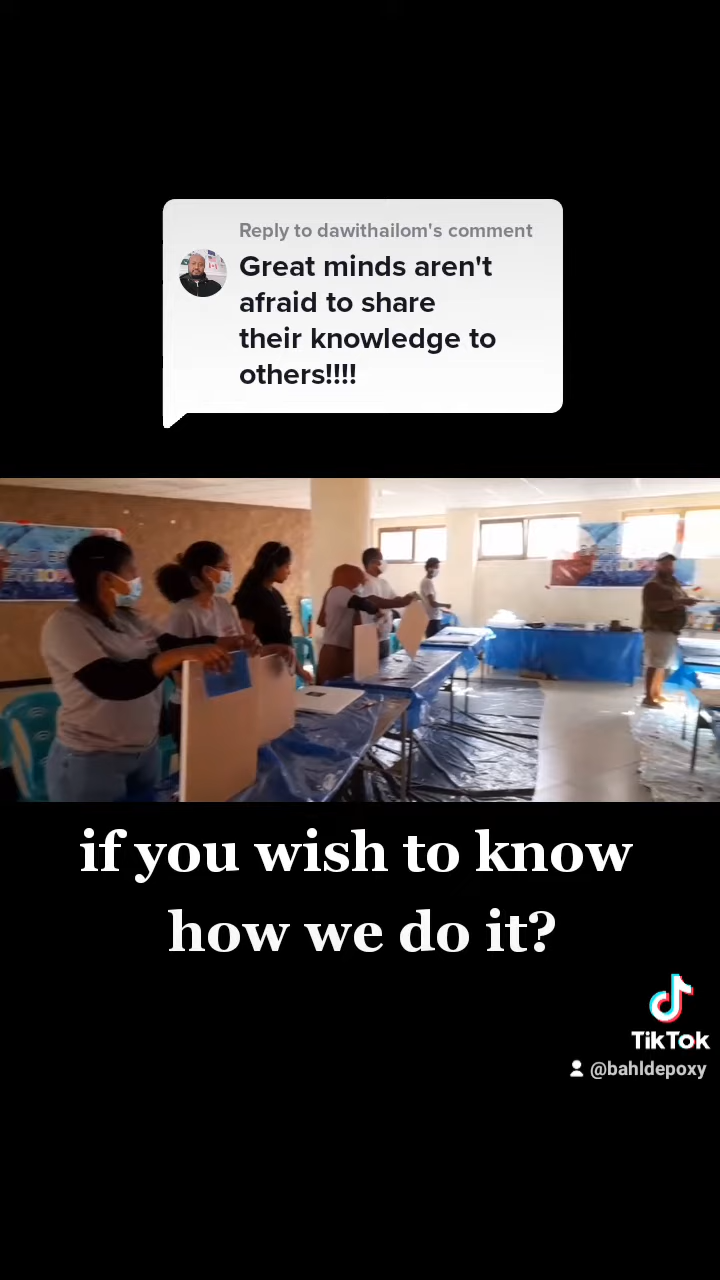 Reply to dawithailom's comment
Great minds aren't
afraid to share
their knowledge to
others!!!!
if you wish to know
how we do it?
TikTok
@bahldepoxy